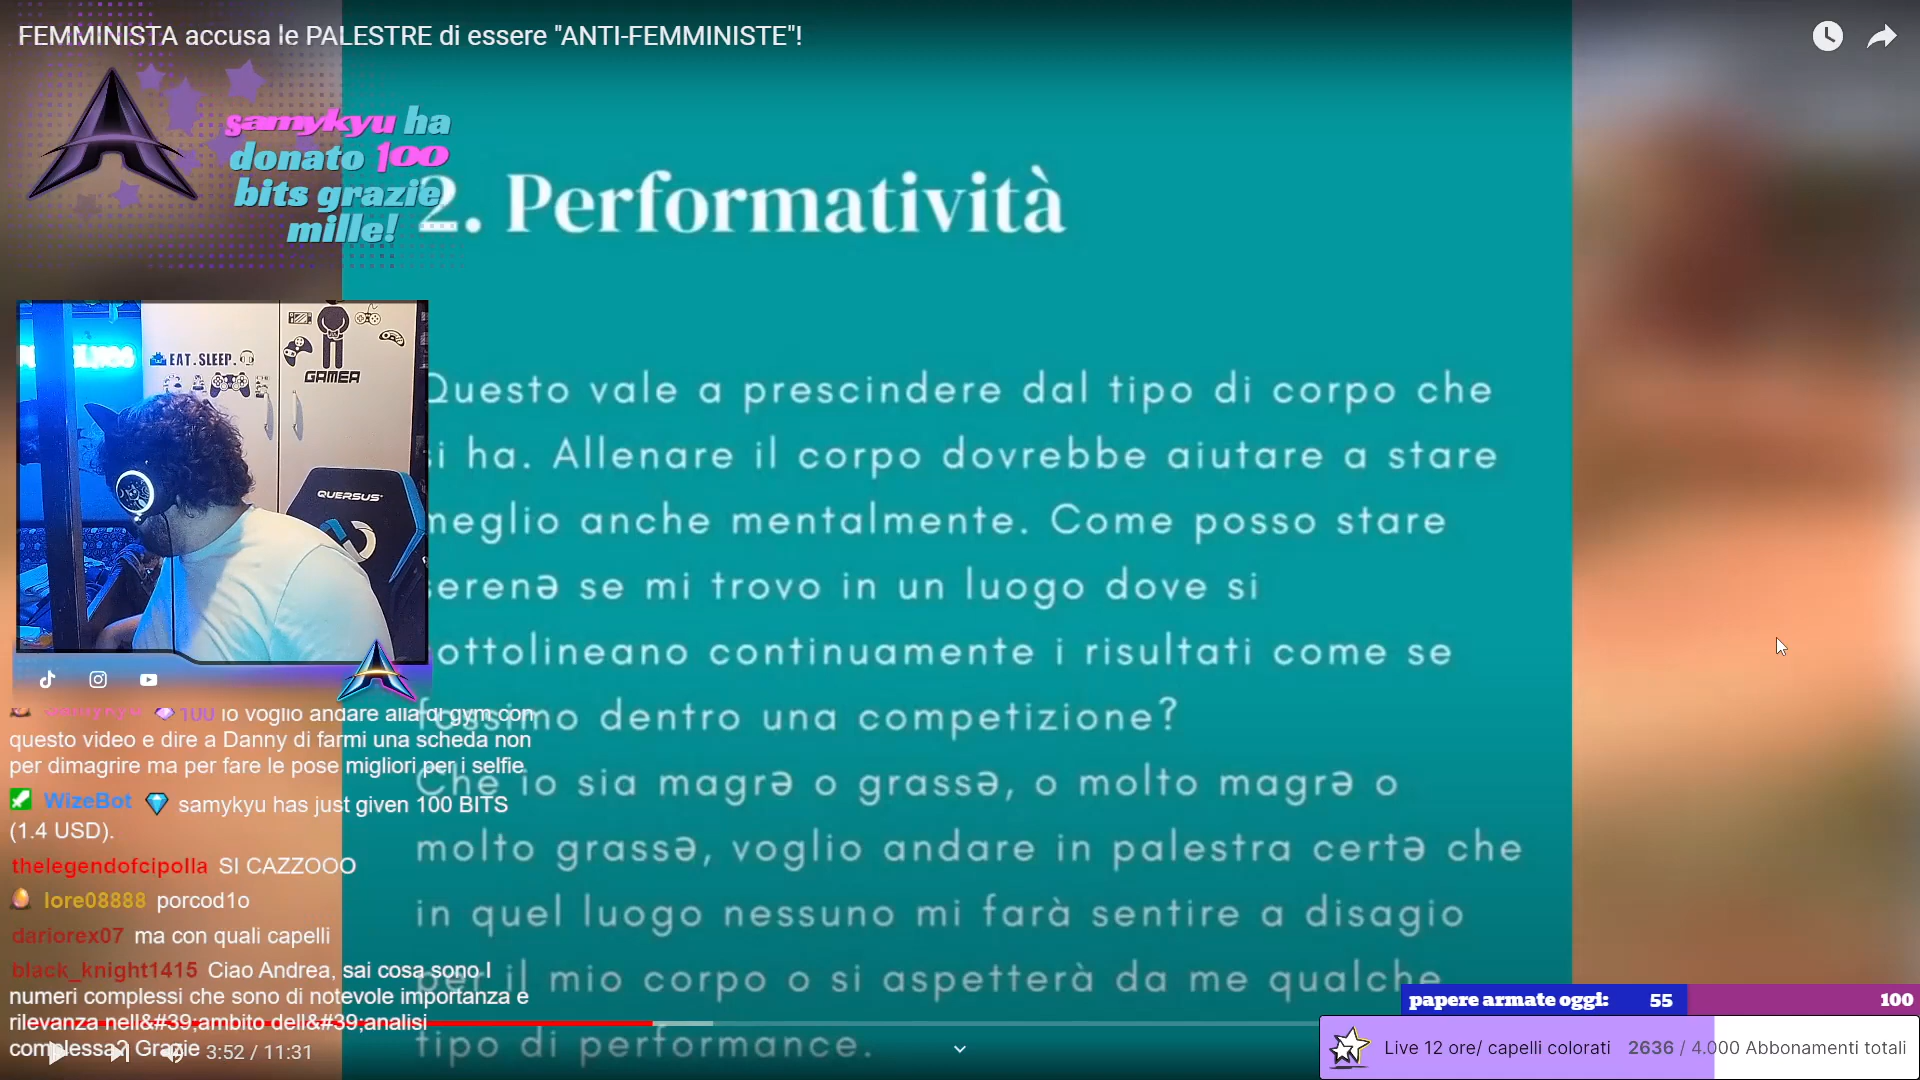 FEMMINISTA accusa le PALESTRE di essere "ANTI-FEMMINISTE"!
samykyu ha
donato 100
bits grazie
mille!
2. Performatività
EAT.SLEEP.
GAMER
QUERSUS
Questo vale a prescindere dal tipo di corpo che
si ha. Allenare il corpo dovrebbe aiutare a stare
meglio anche mentalmente. Come posso stare
serenə se mi trovo in un luogo dove si
sottolineano continuamente i risultati come se
fossimo dentro una competizione?
Che io sia magrə o grassə, o molto magrə o
molto grassə, voglio andare in palestra certə che
in quel luogo nessuno mi farà sentire a disagio
per il mio corpo o si aspetterà da me qualche
tipo di performance.
samykyu 100 io voglio andare alla di gym con
questo video e dire a Danny di farmi una scheda non
per dimagrire ma per fare le pose migliori per i selfie
WizeBot samykyu has just given 100 BITS
(1.4 USD).
thelegendofcipolla SI CAZZOOO
lore08888 porcod1o
dariorex07 ma con quali capelli
black_knight1415 Ciao Andrea, sai cosa sono I
numeri complessi che sono di notevole importanza e
rilevanza nell&#39;ambito dell&#39;analisi
complessa? Grazie
3:52 / 11:31
papere armate oggi: 55 100
Live 12 ore/ capelli colorati 2636 / 4.000 Abbonamenti totali